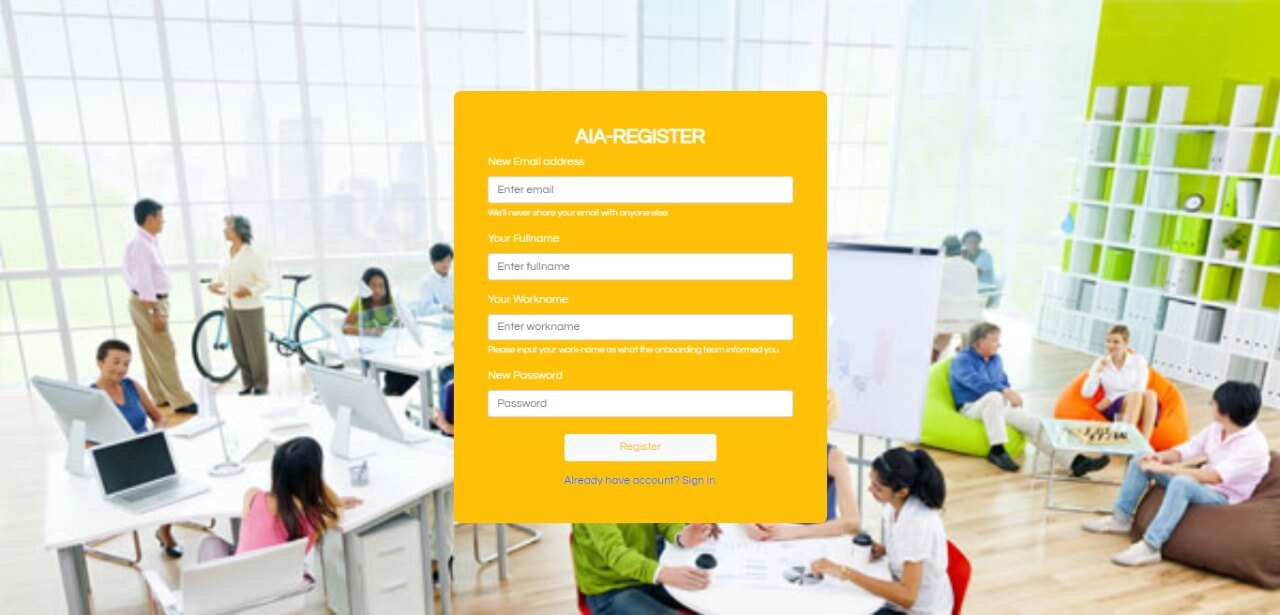 AIA-REGISTER
New Email address
Enter email
We'll never share your email with anyone else.
Your Fullname
Enter fullname
Your Workname
Enter workname
Please input your work-name as what the onboarding team informed you.
New Password
Password
Register
Already have account? Sign in.